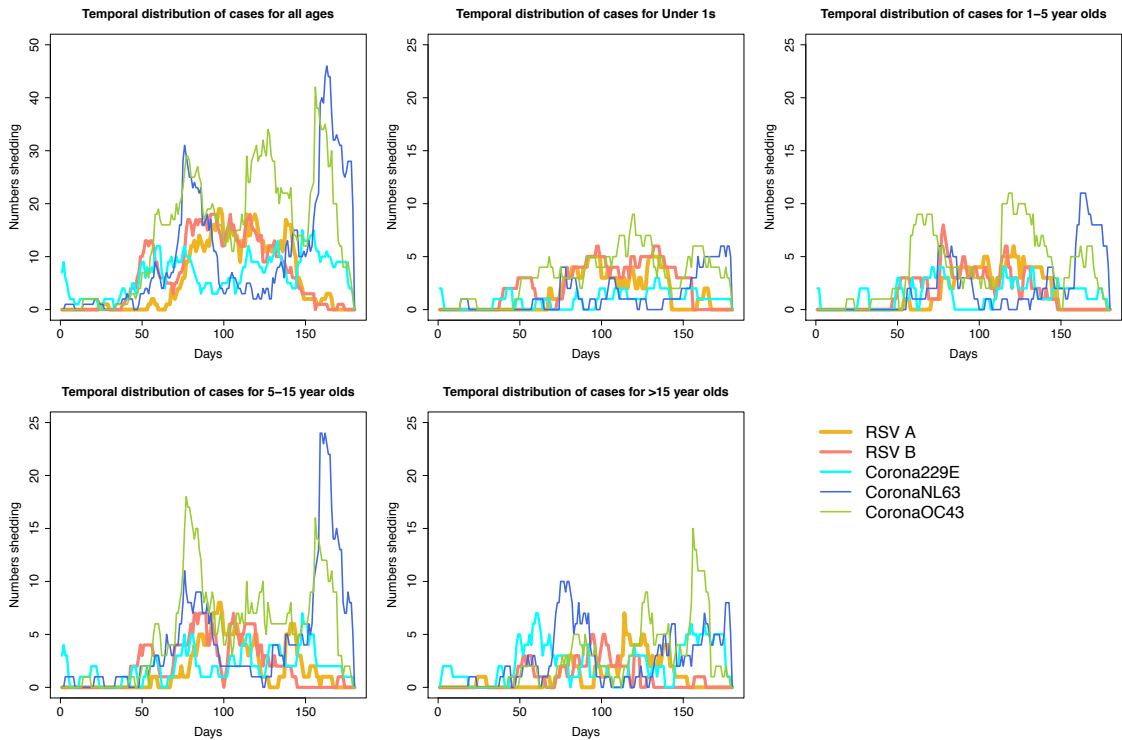 Temporal distribution of cases for all ages
Numbers shedding
0 10 20 30 40 50
0 50 100 150
Days
Temporal distribution of cases for Under 1s
Numbers shedding
0 5 10 15 20 25
0 50 100 150
Days
Temporal distribution of cases for 1−5 year olds
Numbers shedding
0 5 10 15 20 25
0 50 100 150
Days
Temporal distribution of cases for 5−15 year olds
Numbers shedding
0 5 10 15 20 25
0 50 100 150
Days
Temporal distribution of cases for >15 year olds
Numbers shedding
0 5 10 15 20 25
0 50 100 150
Days
RSV A
RSV B
Corona229E
CoronaNL63
CoronaOC43